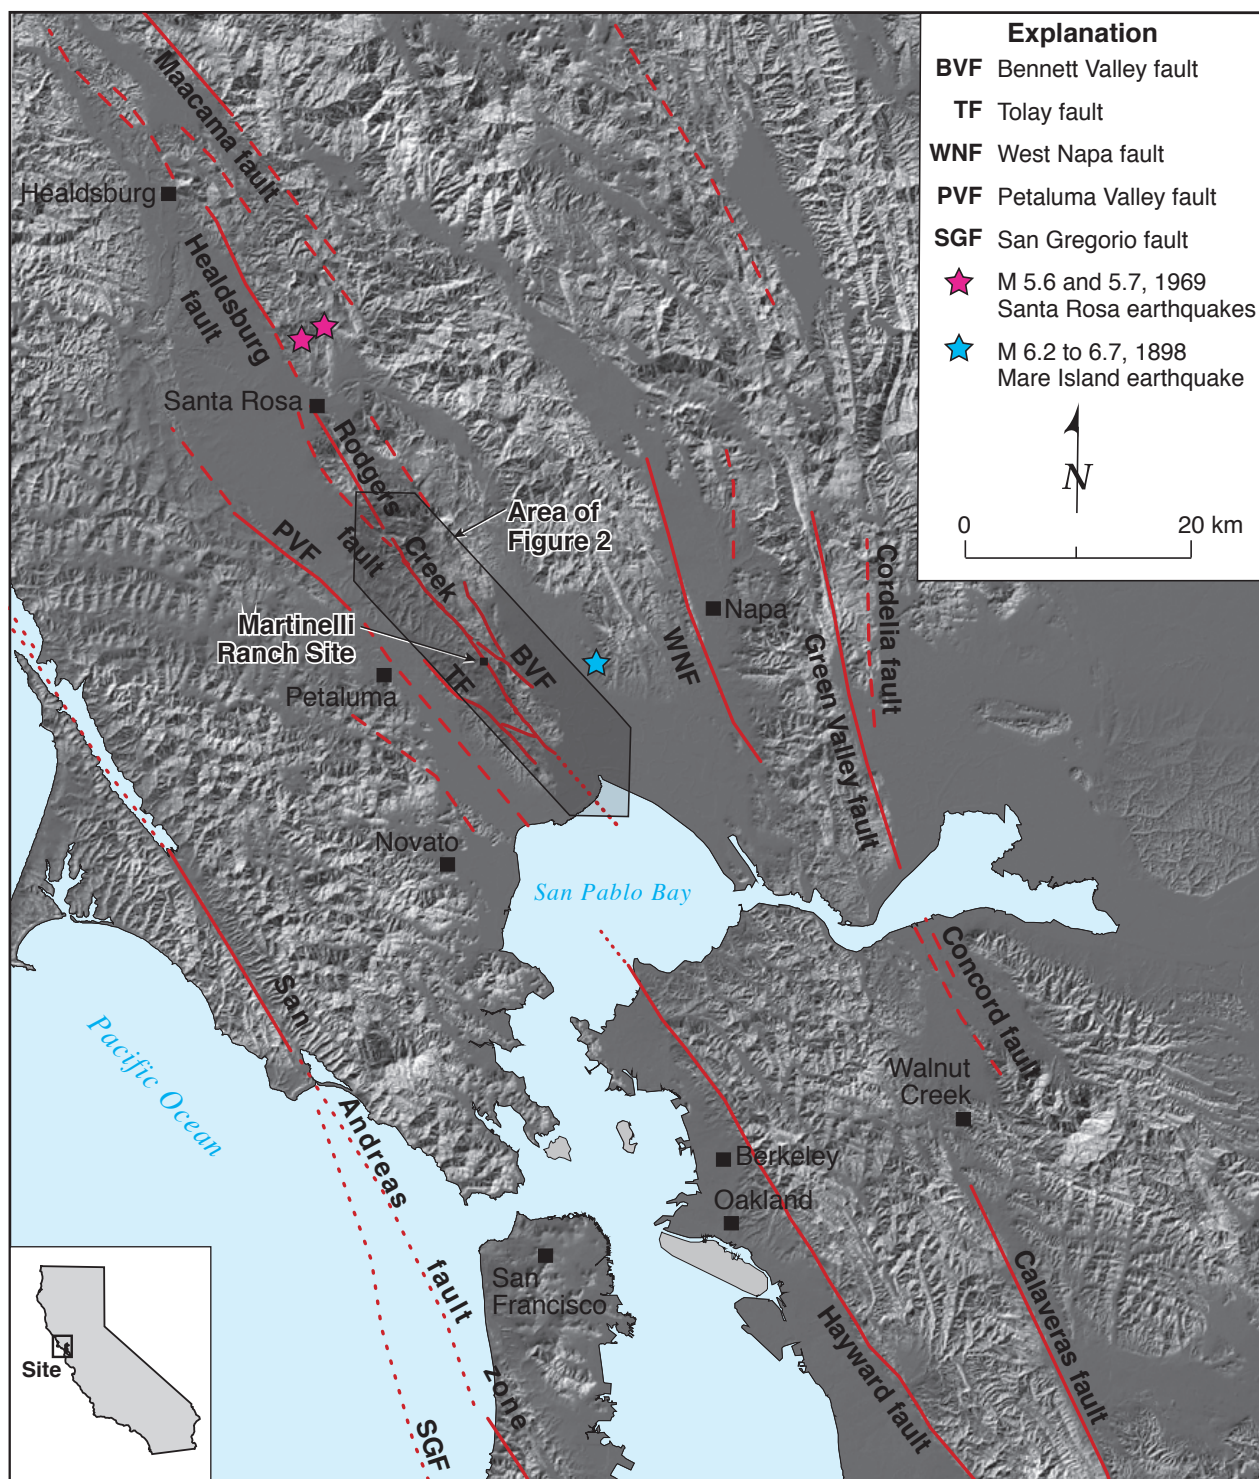 Explanation
BVF Bennett Valley fault
TF Tolay fault
WNF West Napa fault
PVF Petaluma Valley fault
SGF San Gregorio fault
M 5.6 and 5.7, 1969
Santa Rosa earthquakes
M 6.2 to 6.7, 1898
Mare Island earthquake
N
0 20 km
Maacama fault
Healdsburg
Healdsburg
fault
Santa Rosa
Rodgers
Creek
fault
Area of
Figure 2
PVF
Martinelli
Ranch Site
BVF
TF
Petaluma
WNF
Napa
Green Valley fault
Cordelia fault
Novato
San Pablo Bay
Concord fault
San
Andreas
fault
zone
Pacific Ocean
Walnut
Creek
Berkeley
Oakland
San
Francisco
Hayward fault
Calaveras fault
SGF
Site